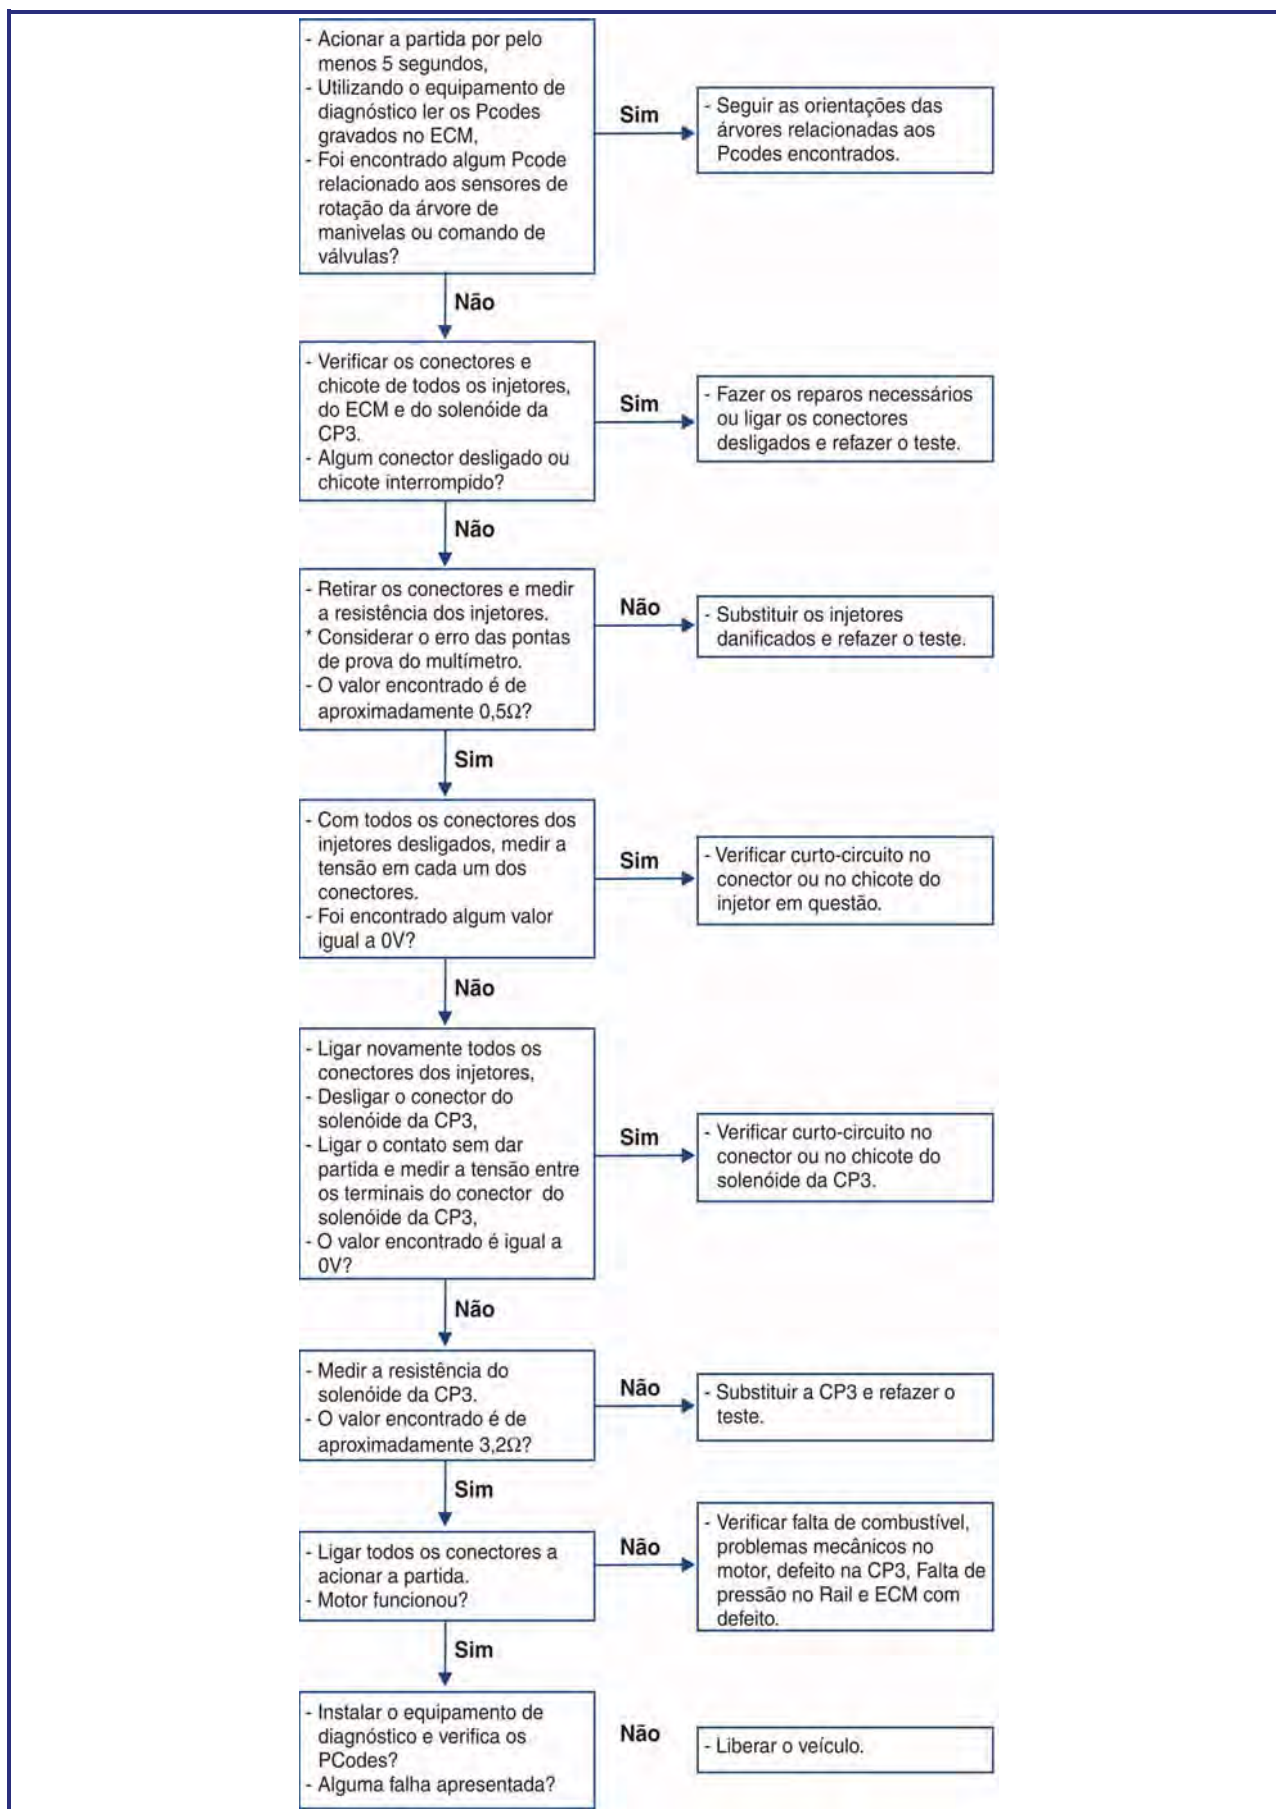 - Acionar a partida por pelo
menos 5 segundos,
- Utilizando o equipamento de
diagnóstico ler os Pcodes
gravados no ECM,
- Foi encontrado algum Pcode
relacionado aos sensores de
rotação da árvore de
manivelas ou comando de
válvulas?
Sim
- Seguir as orientações das
árvores relacionadas aos
Pcodes encontrados.
Não
- Verificar os conectores e
chicote de todos os injetores,
do ECM e do solenóide da
CP3.
- Algum conector desligado ou
chicote interrompido?
Sim
- Fazer os reparos necessários
ou ligar os conectores
desligados e refazer o teste.
Não
- Retirar os conectores e medir
a resistência dos injetores.
* Considerar o erro das pontas
de prova do multímetro.
- O valor encontrado é de
aproximadamente 0,5Ω?
Não
- Substituir os injetores
danificados e refazer o teste.
Sim
- Com todos os conectores dos
injetores desligados, medir a
tensão em cada um dos
conectores.
- Foi encontrado algum valor
igual a 0V?
Sim
- Verificar curto-circuito no
conector ou no chicote do
injetor em questão.
Não
- Ligar novamente todos os
conectores dos injetores,
- Desligar o conector do
solenóide da CP3,
- Ligar o contato sem dar
partida e medir a tensão entre
os terminais do conector do
solenóide da CP3,
- O valor encontrado é igual a
0V?
Sim
- Verificar curto-circuito no
conector ou no chicote do
solenóide da CP3.
Não
- Medir a resistência do
solenóide da CP3.
- O valor encontrado é de
aproximadamente 3,2Ω?
Não
- Substituir a CP3 e refazer o
teste.
Sim
- Ligar todos os conectores a
acionar a partida.
- Motor funcionou?
Não
- Verificar falta de combustível,
problemas mecânicos no
motor, defeito na CP3, Falta de
pressão no Rail e ECM com
defeito.
Sim
- Instalar o equipamento de
diagnóstico e verifica os
PCodes?
- Alguma falha apresentada?
Não
- Liberar o veículo.